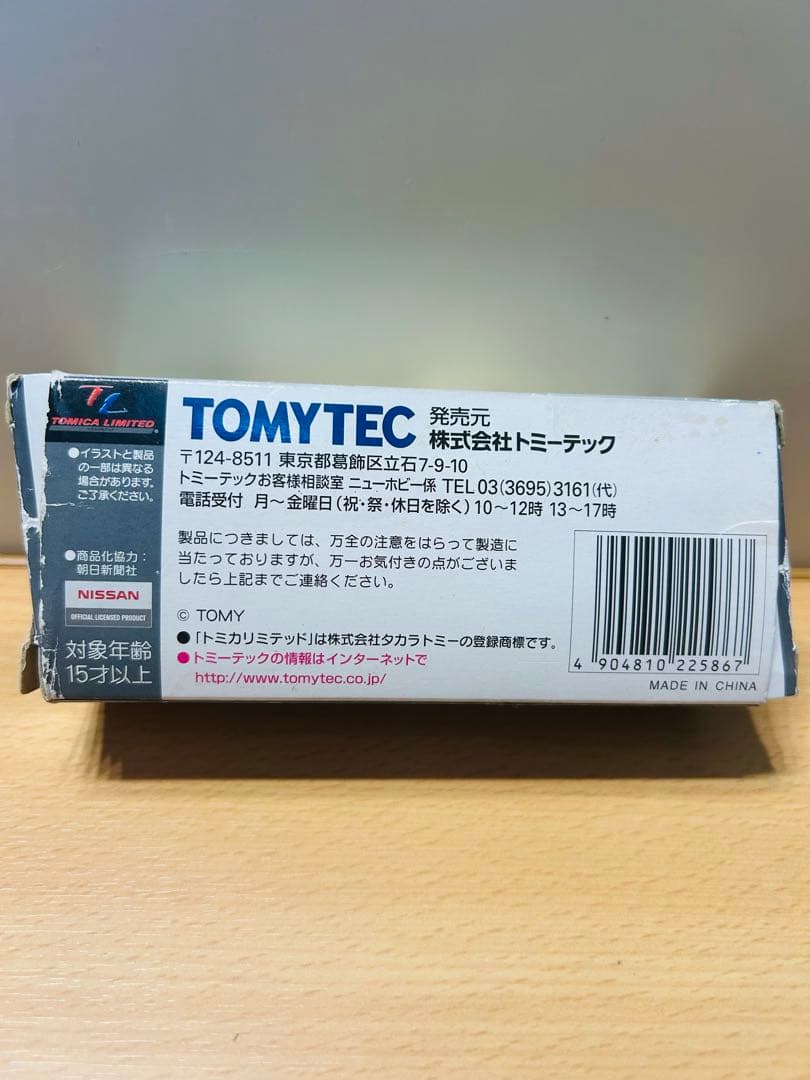 TOMICA LIMITED
●イラストと製品
の一部は異なる
場合があります。
ご了承ください。
●商品化協力：
朝日新聞社
NISSAN
OFFICIAL LICENSED PRODUCT
対象年齢
15才以上
TOMYTEC
発売元
株式会社トミーテック
〒124-8511 東京都葛飾区立石7-9-10
トミーテックお客様相談室 ニューホビー係 TEL 03(3695)3161(代)
電話受付 月〜金曜日(祝・祭・休日を除く)10〜12時 13〜17時
製品につきましては、万全の注意をはらって製造に
当たっておりますが、万一お気付きの点がございま
したら上記までご連絡ください。
© TOMY
●「トミカリミテッド」は株式会社タカラトミーの登録商標です。
●トミーテックの情報はインターネットで
http://www.tomytec.co.jp/
4 904810 225867
MADE IN CHINA